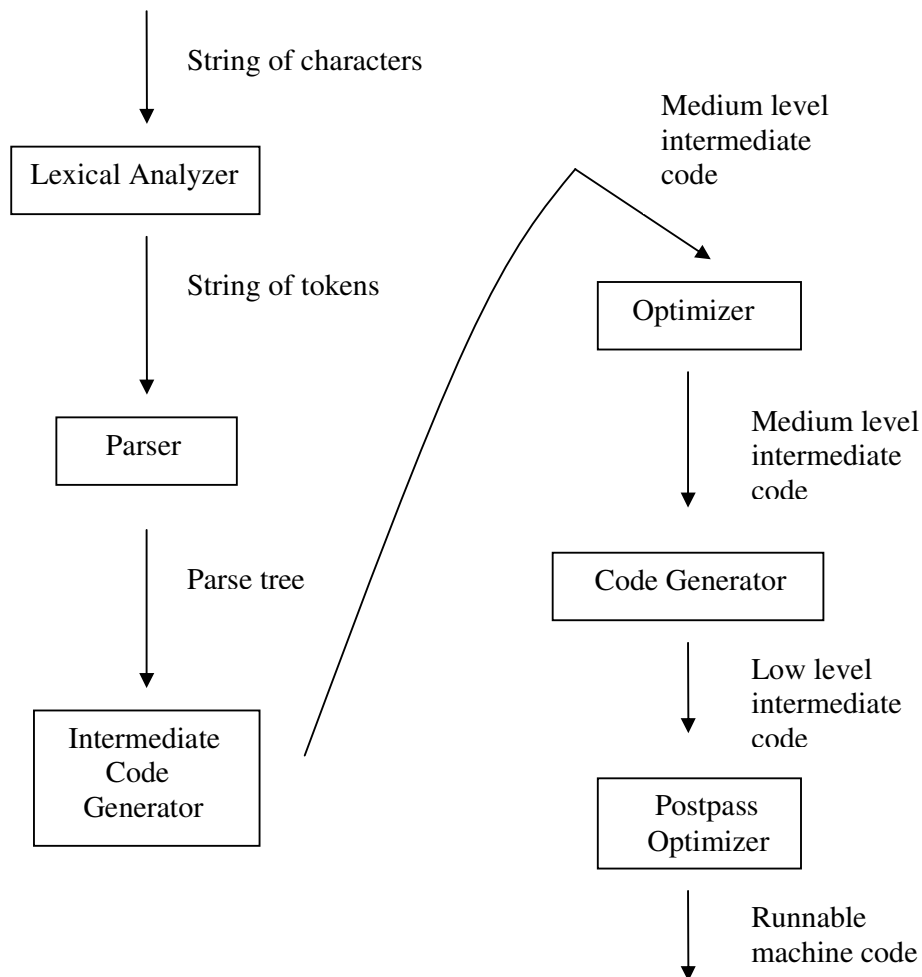 String of characters
Lexical Analyzer
String of tokens
Parser
Parse tree
Intermediate
Code
Generator
Medium level
intermediate
code
Optimizer
Medium level
intermediate
code
Code Generator
Low level
intermediate
code
Postpass
Optimizer
Runnable
machine code